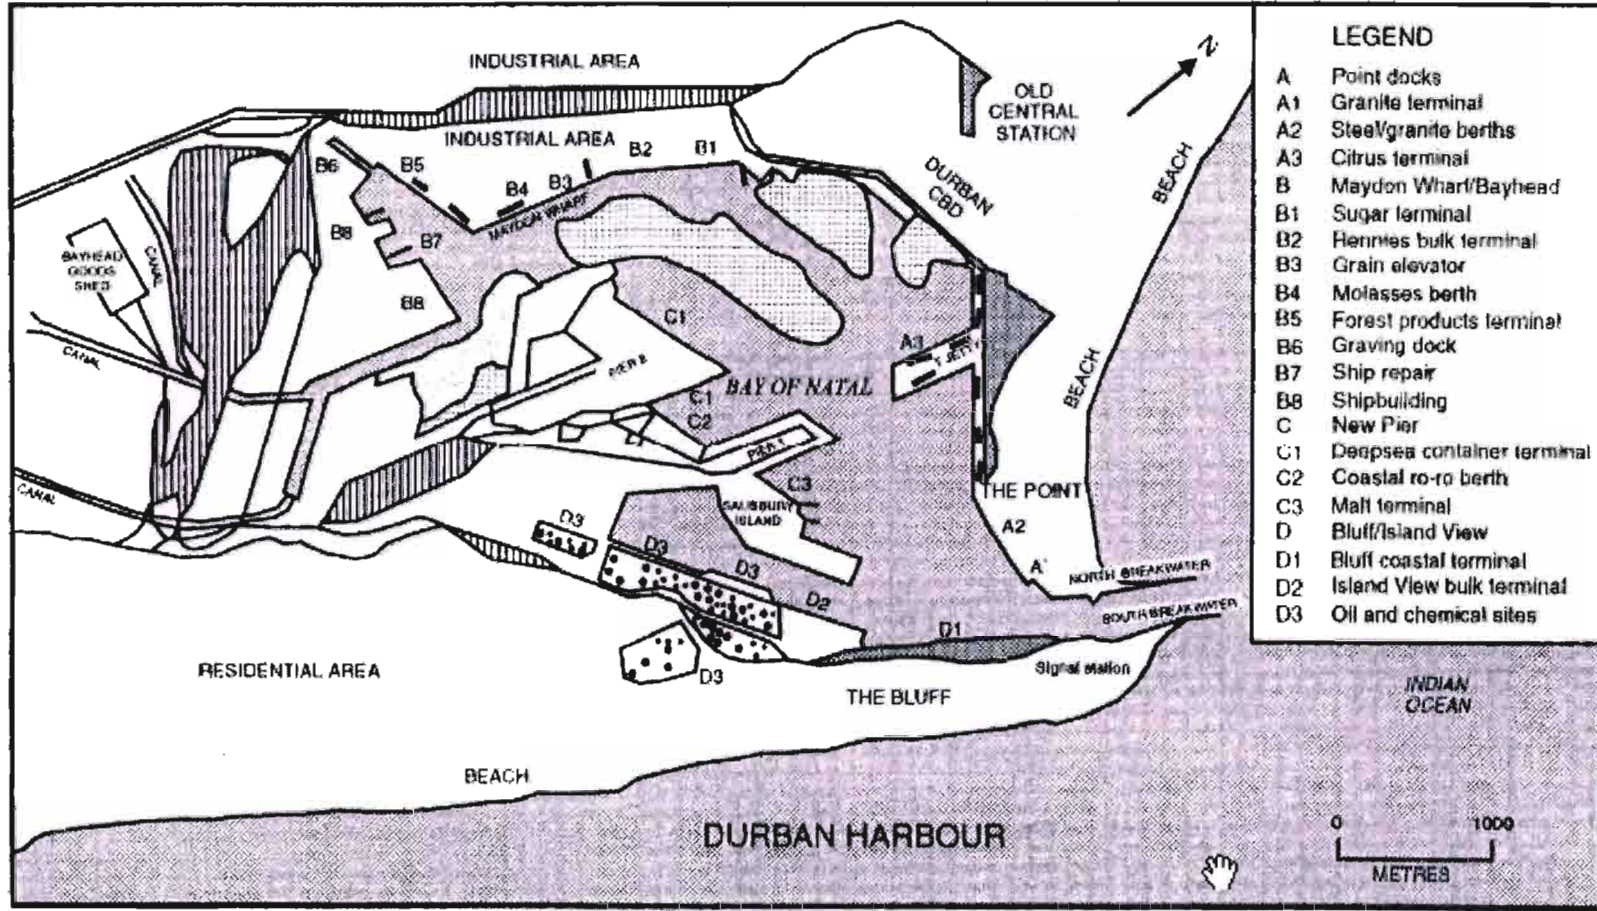 INDUSTRIAL AREA
INDUSTRIAL AREA
OLD
CENTRAL
STATION
N
BEACH
DURBAN
CBD
B6
B5
B4
B3
B2
B1
MAYDON WHARF
B8
B7
B8
BAYHEAD
GOODS
SHED
CANAL
CANAL
CANAL
C1
PIER 2
BAY OF NATAL
C1
C2
A3
T JETTY
BEACH
PIER 1
C3
SALISBURY
ISLAND
THE POINT
A2
A
NORTH BREAKWATER
SOUTH BREAKWATER
D3
D3
D3
D2
D1
D3
Signal station
RESIDENTIAL AREA
THE BLUFF
BEACH
INDIAN
OCEAN
DURBAN HARBOUR
0 1000
METRES
LEGEND
A Point docks
A1 Granite terminal
A2 Steel/granite berths
A3 Citrus terminal
B Maydon Wharf/Bayhead
B1 Sugar terminal
B2 Hennies bulk terminal
B3 Grain elevator
B4 Molasses berth
B5 Forest products terminal
B6 Graving dock
B7 Ship repair
B8 Shipbuilding
C New Pier
C1 Deepsea container terminal
C2 Coastal ro-ro berth
C3 Malt terminal
D Bluff/Island View
D1 Bluff coastal terminal
D2 Island View bulk terminal
D3 Oil and chemical sites